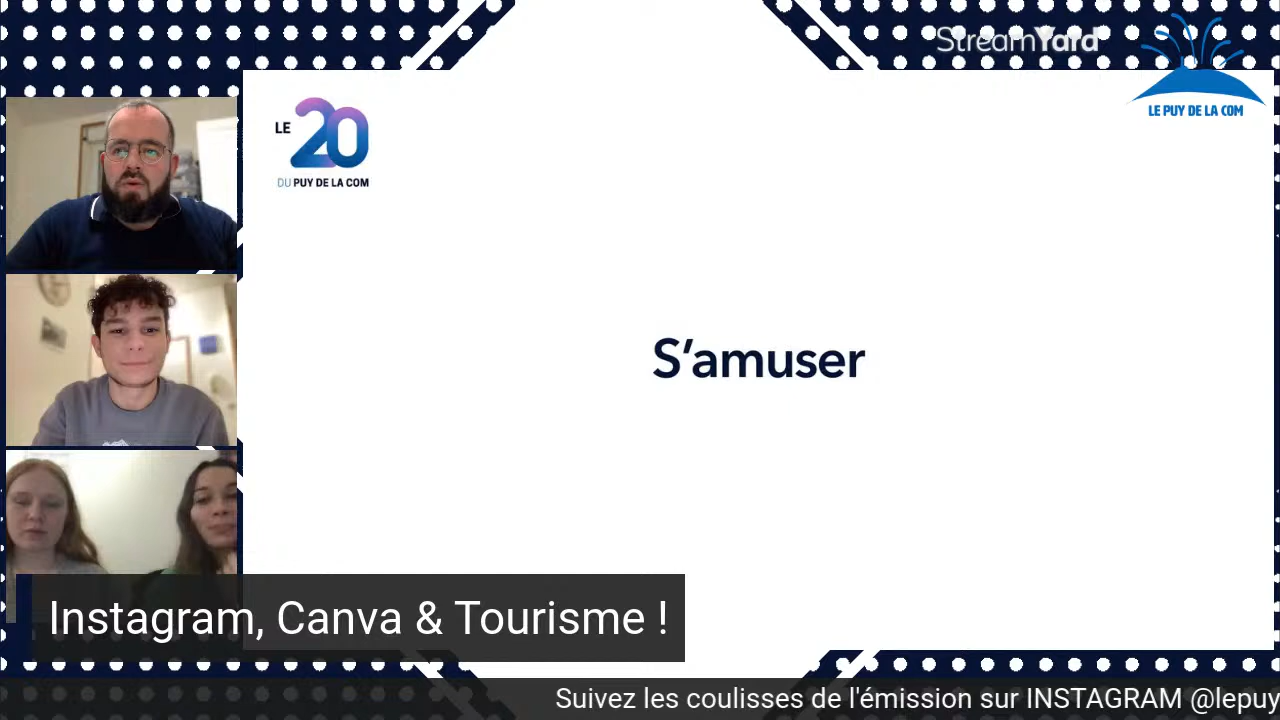 StreamYard
LE PUY DE LA COM
LE 20
DU PUY DE LA COM
S’amuser
Instagram, Canva & Tourisme !
Suivez les coulisses de l'émission sur INSTAGRAM @lepuy